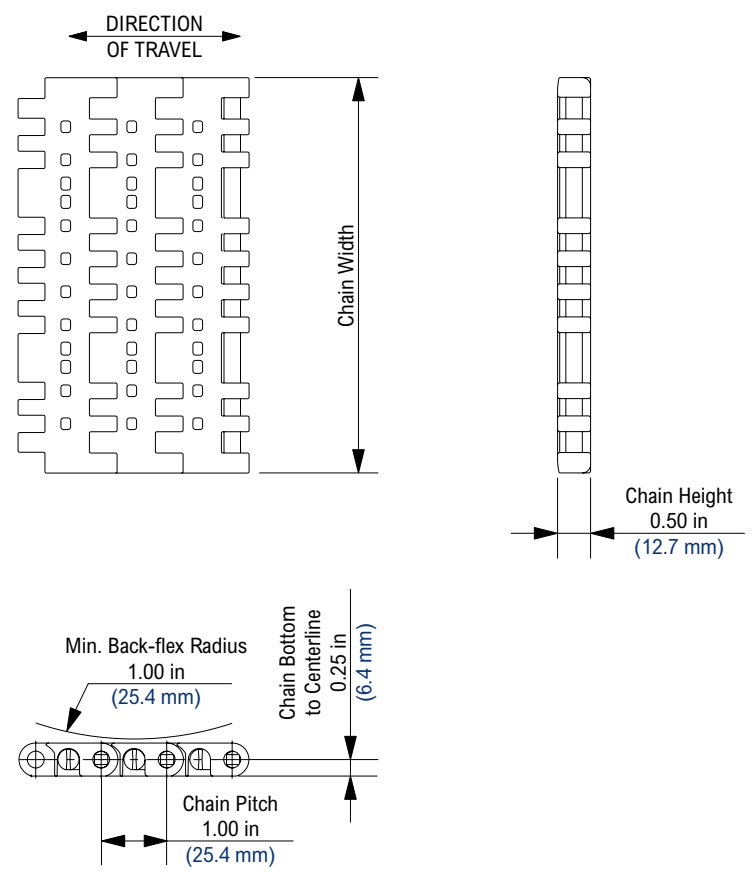 DIRECTION
OF TRAVEL
Chain Width
Chain Height
0.50 in
(12.7 mm)
Min. Back-flex Radius
1.00 in
(25.4 mm)
Chain Bottom
to Centerline
0.25 in
(6.4 mm)
Chain Pitch
1.00 in
(25.4 mm)